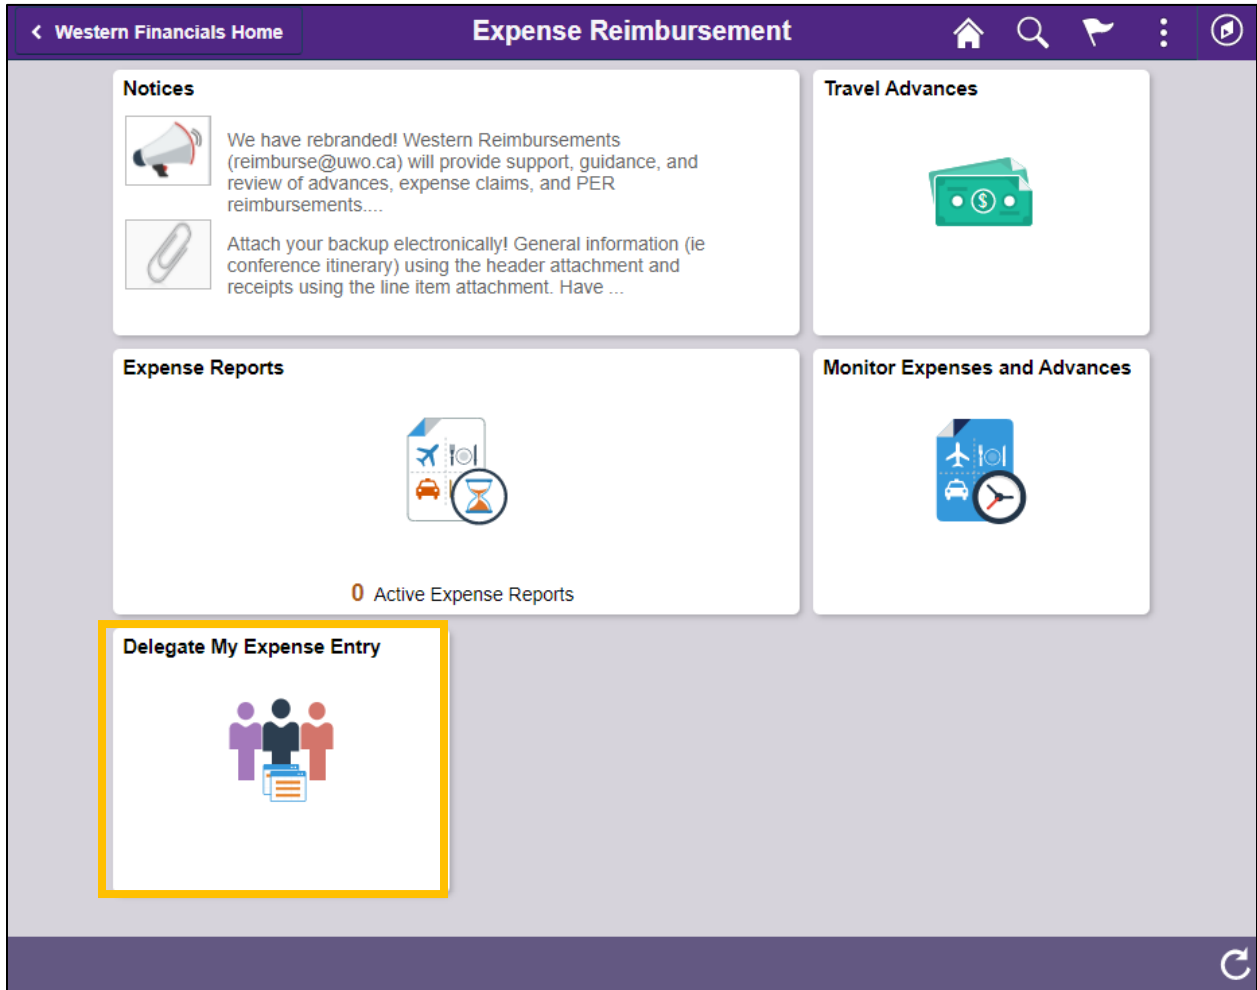 Western Financials Home
Expense Reimbursement
Notices
We have rebranded! Western Reimbursements
(reimburse@uwo.ca) will provide support, guidance, and
review of advances, expense claims, and PER
reimbursements....
Attach your backup electronically! General information (ie
conference itinerary) using the header attachment and
receipts using the line item attachment. Have ...
Travel Advances
Expense Reports
0 Active Expense Reports
Monitor Expenses and Advances
Delegate My Expense Entry